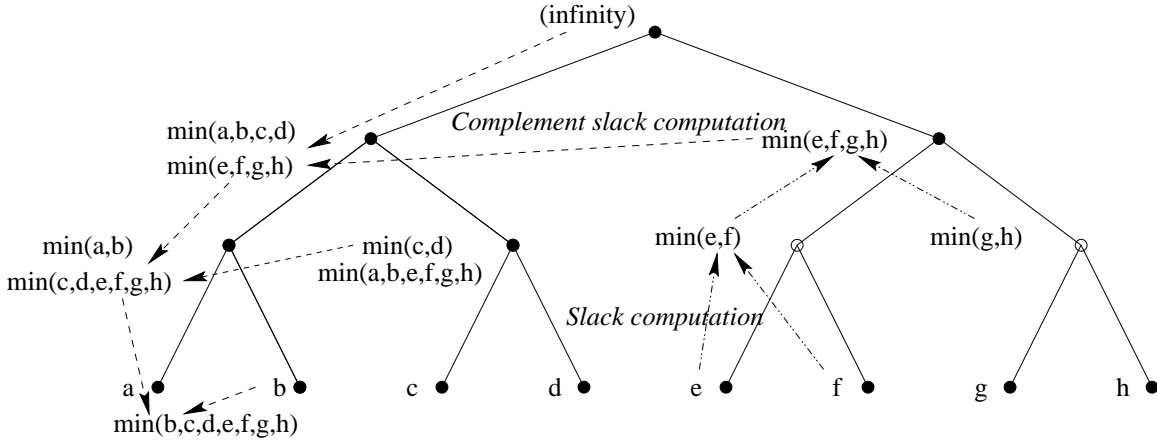 (infinity)
Complement slack computation
min(a,b,c,d)
min(e,f,g,h)
min(e,f,g,h)
min(a,b)
min(c,d,e,f,g,h)
min(c,d)
min(a,b,e,f,g,h)
min(e,f)
min(g,h)
Slack computation
a
b
c
d
e
f
g
h
min(b,c,d,e,f,g,h)